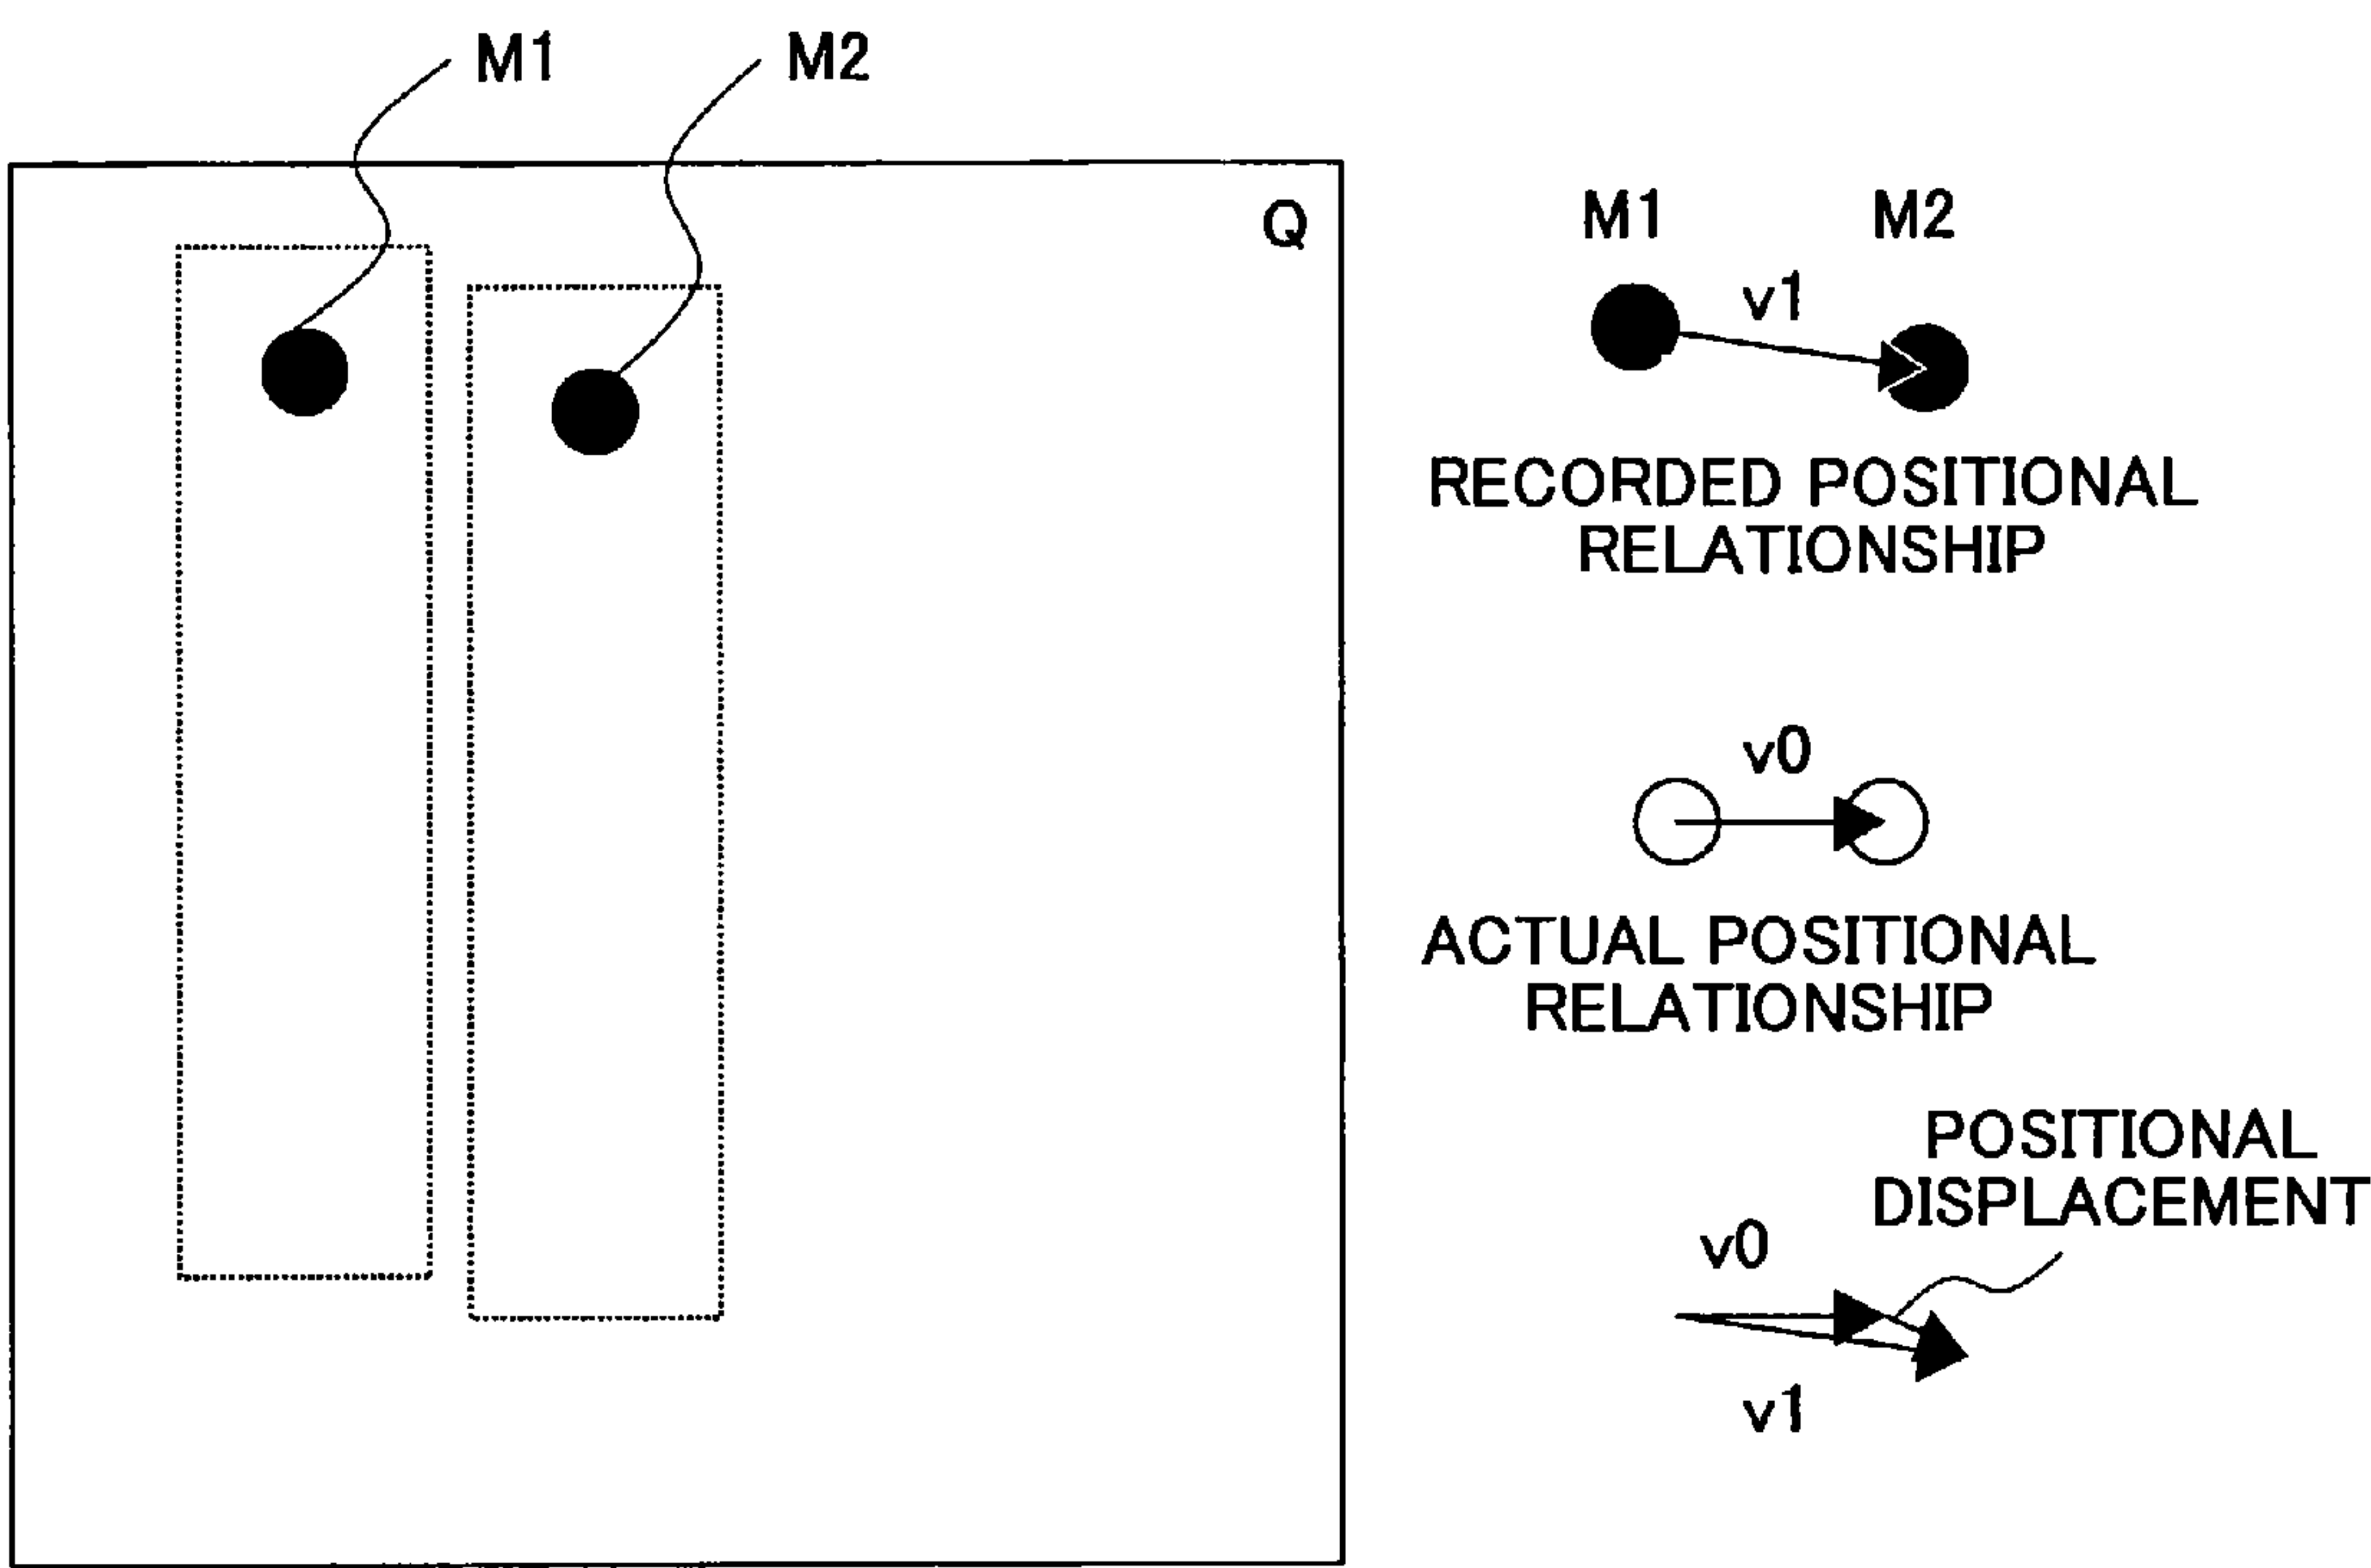 M1
M2
Q
M1
M2
v1
RECORDED POSITIONAL
RELATIONSHIP
v0
ACTUAL POSITIONAL
RELATIONSHIP
POSITIONAL
DISPLACEMENT
v0
v1